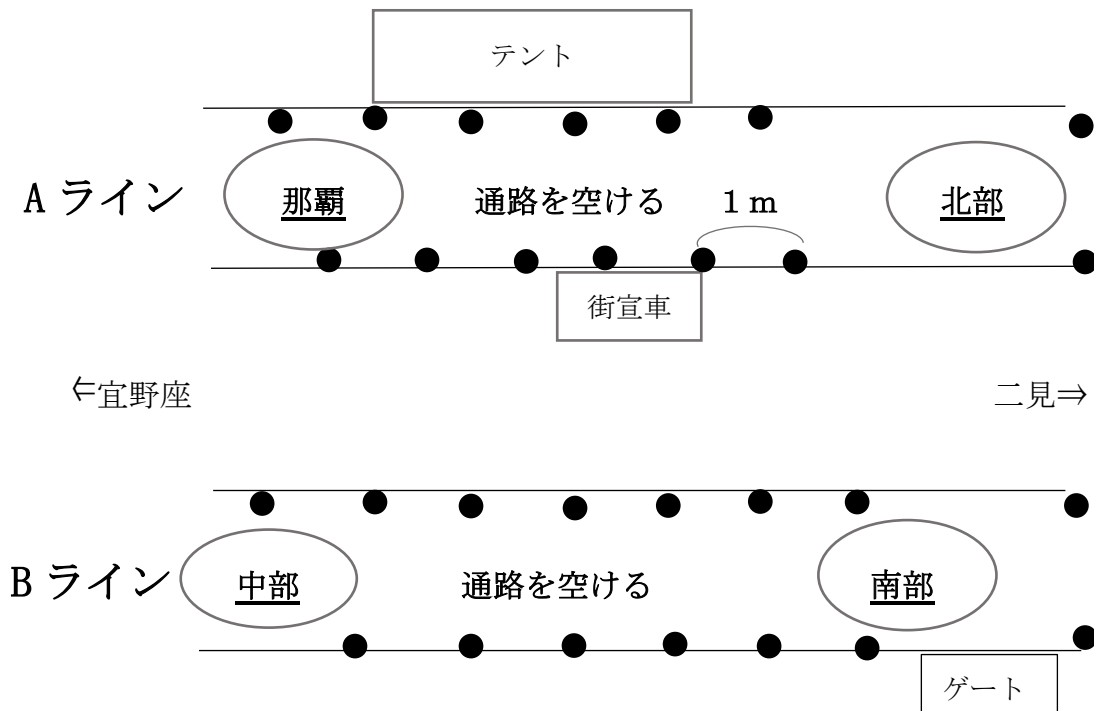 テント
Aライン
那覇
通路を空ける
1m
北部
街宣車
⇐宜野座
二見⇒
Bライン
中部
通路を空ける
南部
ゲート